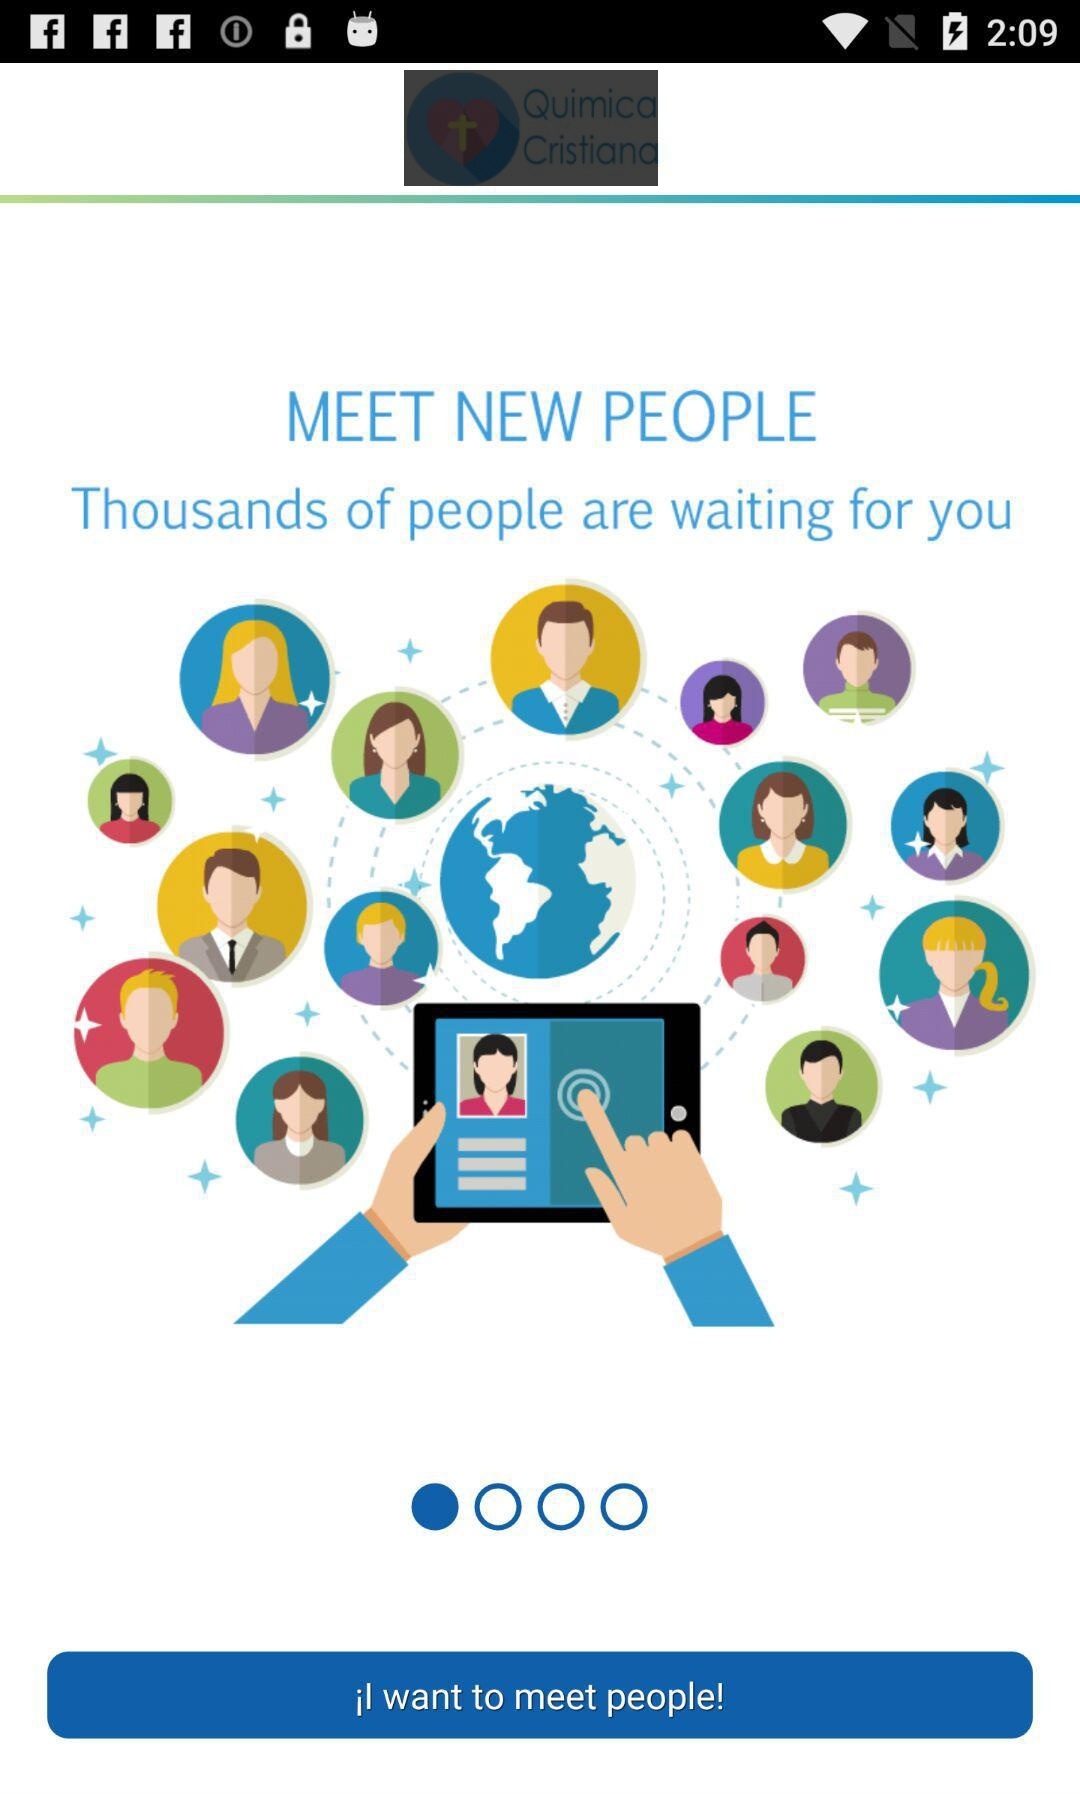 2:09
Quimica
Cristiana
MEET NEW PEOPLE
Thousands of people are waiting for you
¡I want to meet people!